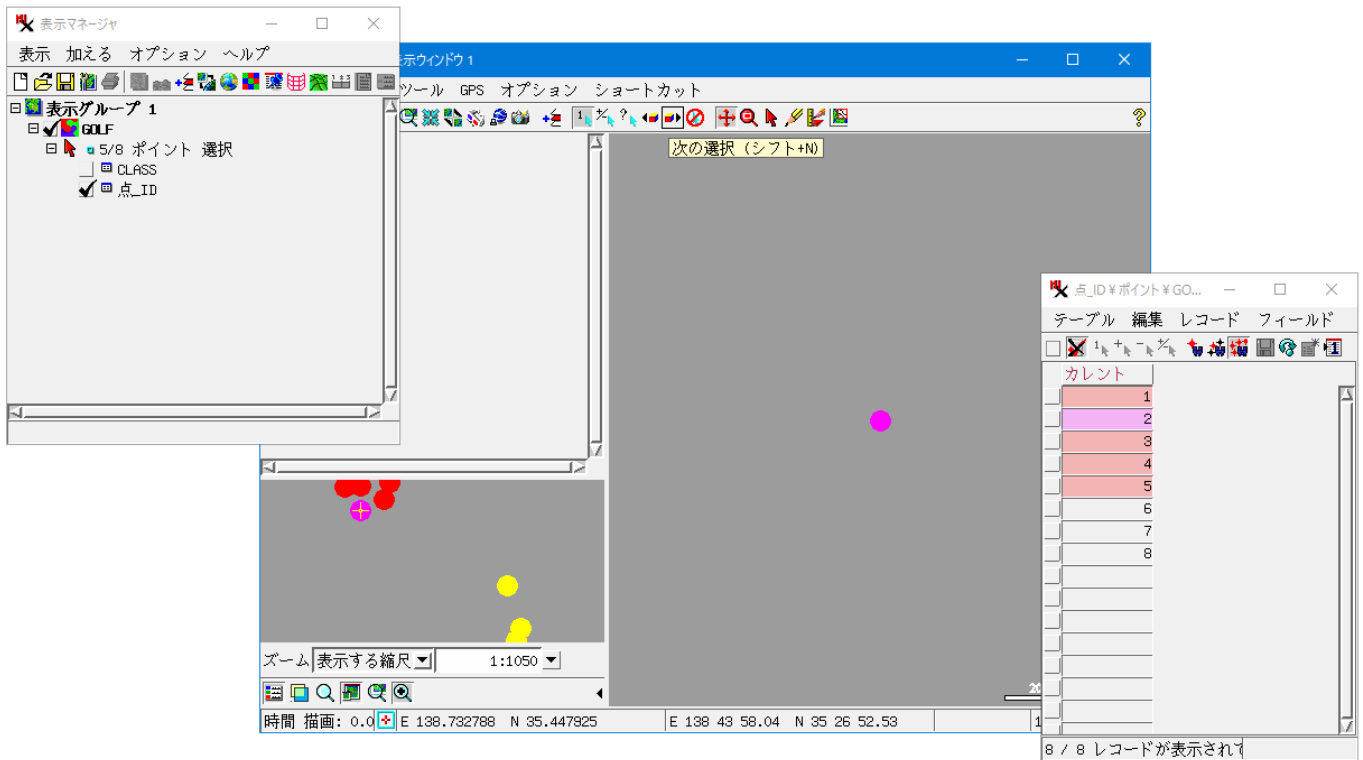 表示マネージャ
表示 加える オプション ヘルプ
表示グループ 1
GOLF
5/8 ポイント 選択
CLASS
点_ID
示ウィンドウ 1
ツール GPS オプション ショートカット
次の選択 (シフト+N)
ズーム 表示する縮尺 1:1050
20
時間 描画: 0.0 E 138.732788 N 35.447925 E 138 43 58.04 N 35 26 52.53 1
点_ID¥ポイント¥GO...
テーブル 編集 レコード フィールド
カレント
1
2
3
4
5
6
7
8
8 / 8 レコードが表示されて